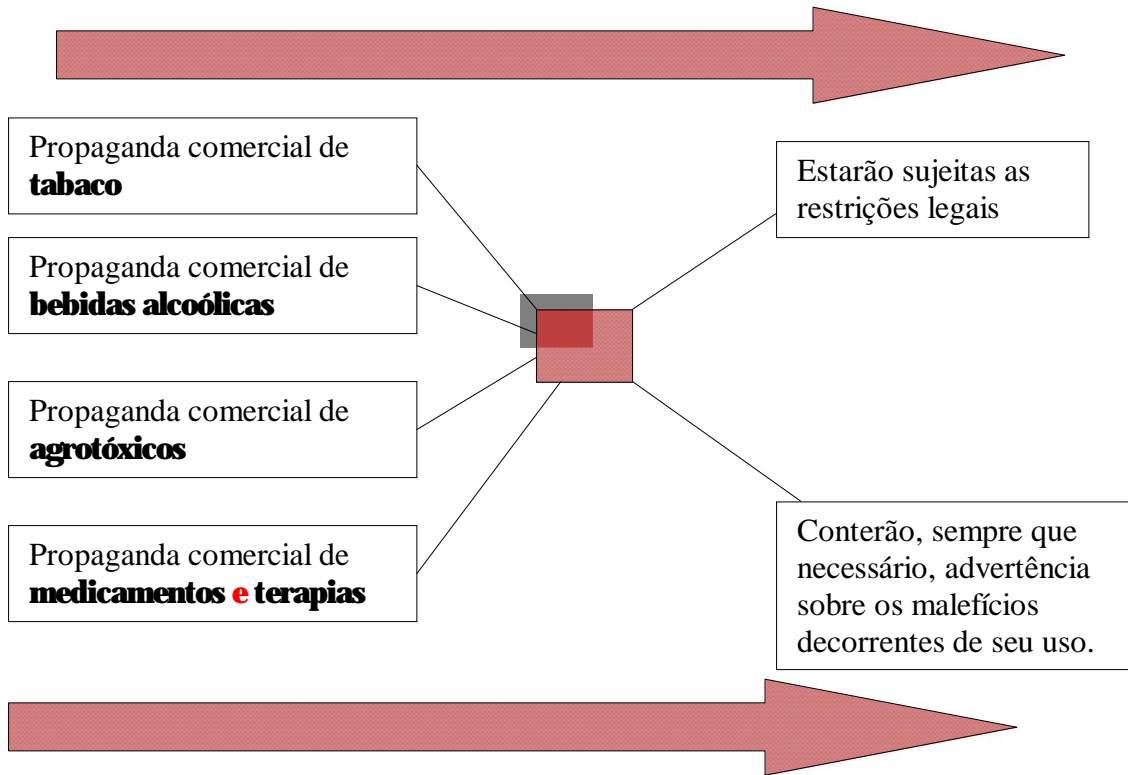 Propaganda comercial de
tabaco
Propaganda comercial de
bebidas alcoólicas
Propaganda comercial de
agrotóxicos
Propaganda comercial de
medicamentos e terapias
Estarão sujeitas as
restrições legais
Conterão, sempre que
necessário, advertência
sobre os malefícios
decorrentes de seu uso.